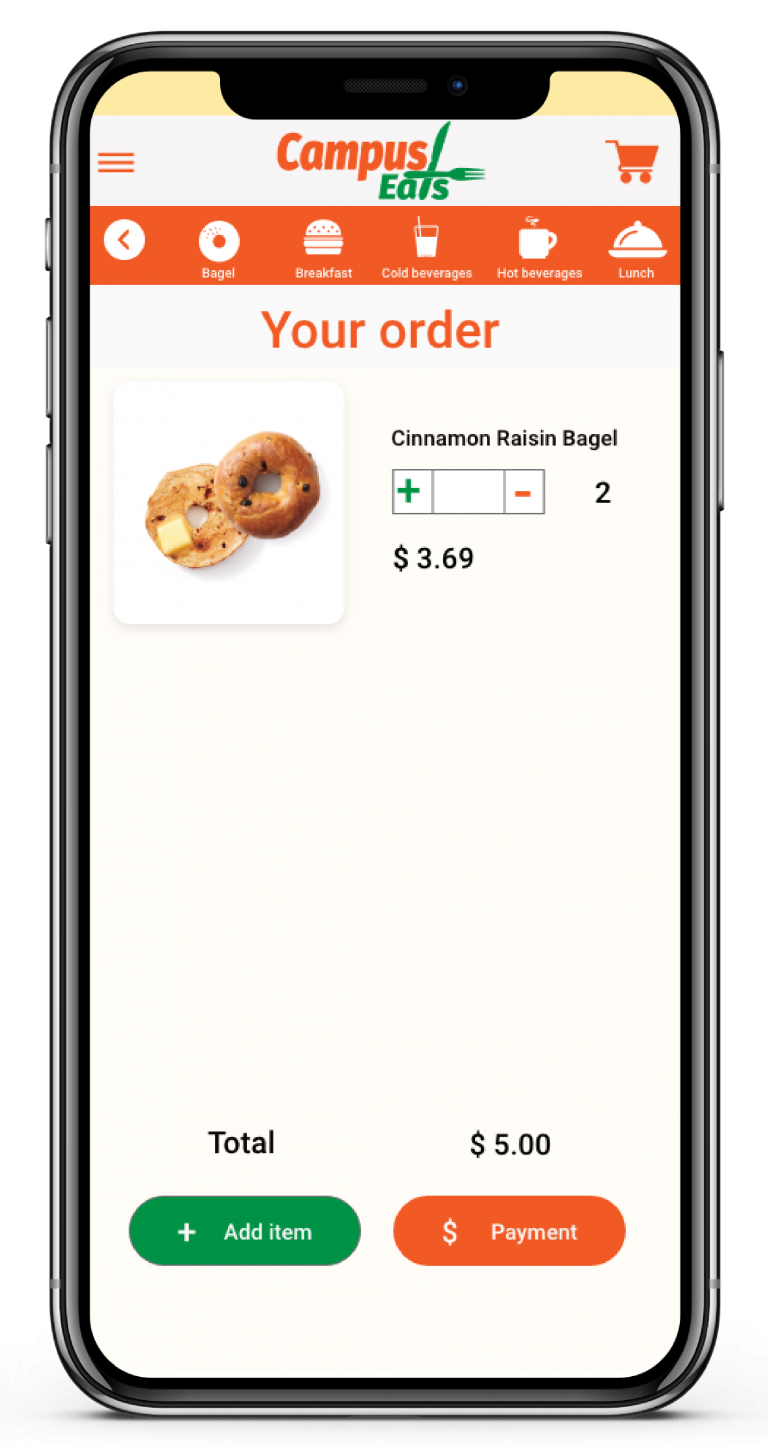 Campus
Eats
Bagel
Breakfast
Cold beverages
Hot beverages
Lunch
Your order
Cinnamon Raisin Bagel
+ - 2
$ 3.69
Total $ 5.00
+ Add item
$ Payment